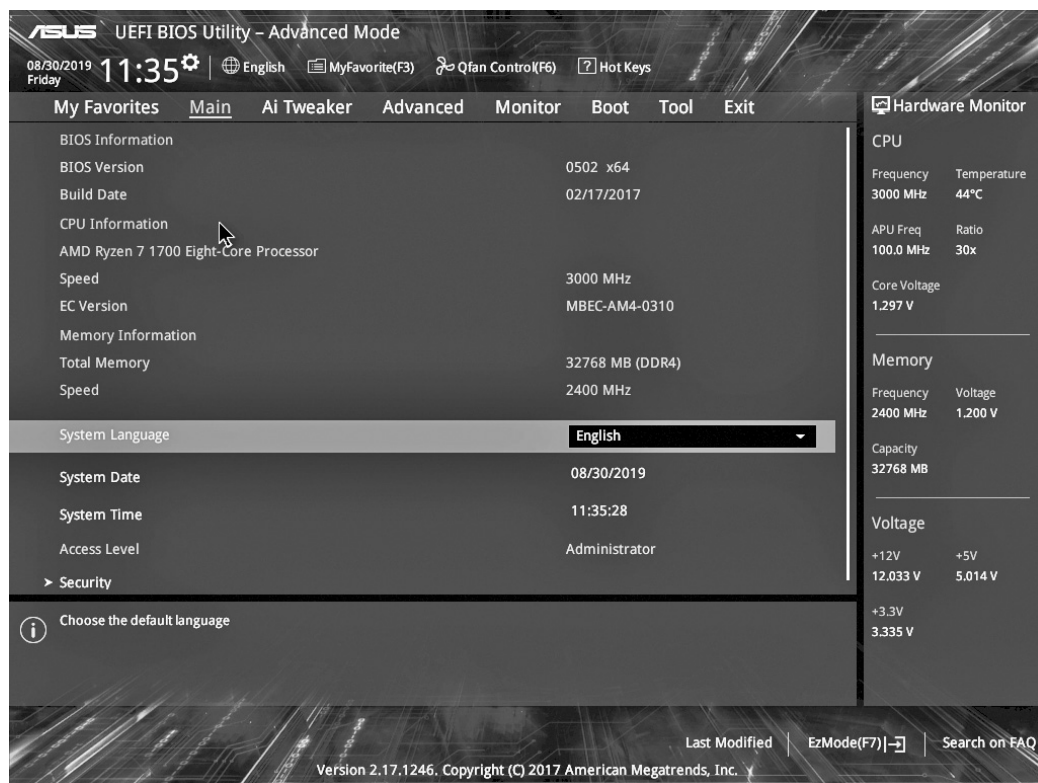 ASUS UEFI BIOS Utility – Advanced Mode
08/30/2019 Friday 11:35 English MyFavorite(F3) Qfan Control(F6) ? Hot Keys
My Favorites Main Ai Tweaker Advanced Monitor Boot Tool Exit
BIOS Information
BIOS Version 0502 x64
Build Date 02/17/2017
CPU Information
AMD Ryzen 7 1700 Eight-Core Processor
Speed 3000 MHz
EC Version MBEC-AM4-0310
Memory Information
Total Memory 32768 MB (DDR4)
Speed 2400 MHz
System Language English
System Date 08/30/2019
System Time 11:35:28
Access Level Administrator
> Security
i Choose the default language
Hardware Monitor
CPU
Frequency Temperature
3000 MHz 44°C
APU Freq Ratio
100.0 MHz 30x
Core Voltage
1.297 V
Memory
Frequency Voltage
2400 MHz 1.200 V
Capacity
32768 MB
Voltage
+12V +5V
12.033 V 5.014 V
+3.3V
3.335 V
Last Modified EzMode(F7) Search on FAQ
Version 2.17.1246. Copyright (C) 2017 American Megatrends, Inc.